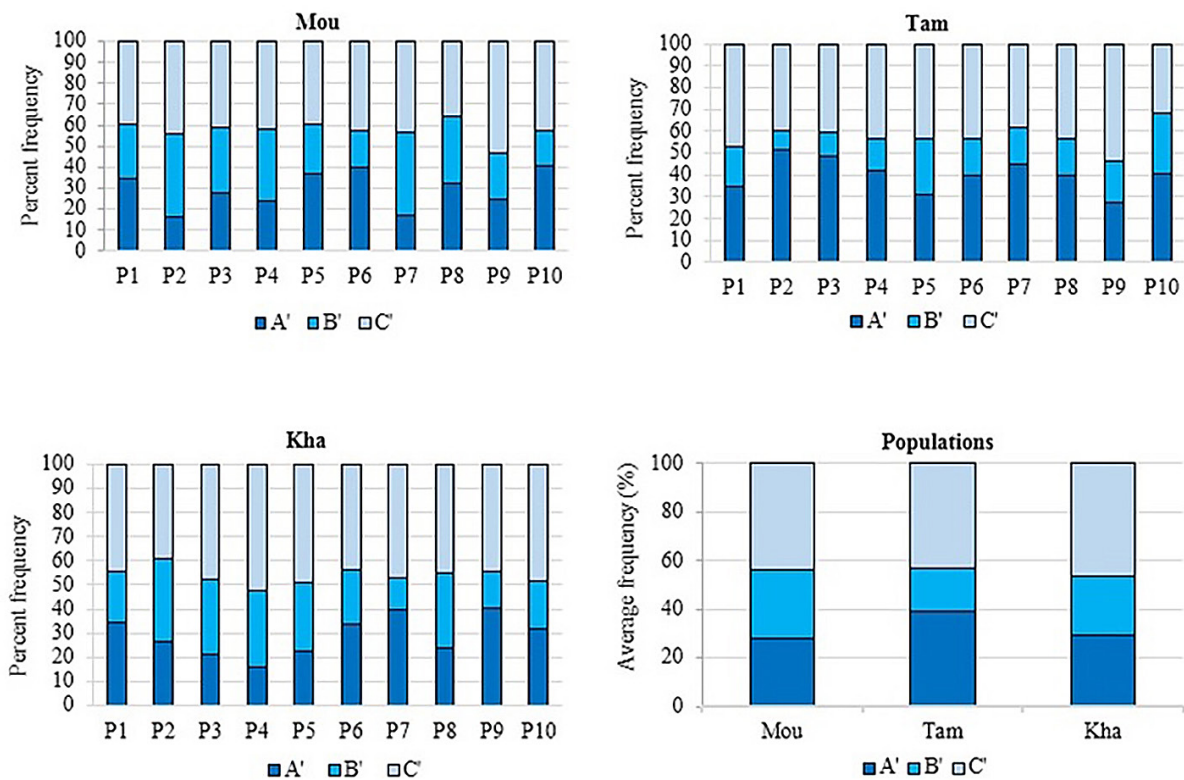 Mou
Percent frequency
100
90
80
70
60
50
40
30
20
10
0
P1 P2 P3 P4 P5 P6 P7 P8 P9 P10
A' B' C'
Tam
Percent frequency
100
90
80
70
60
50
40
30
20
10
0
P1 P2 P3 P4 P5 P6 P7 P8 P9 P10
A' B' C'
Kha
Percent frequency
100
90
80
70
60
50
40
30
20
10
0
P1 P2 P3 P4 P5 P6 P7 P8 P9 P10
A' B' C'
Populations
Average frequency (%)
100
80
60
40
20
0
Mou Tam Kha
A' B' C'